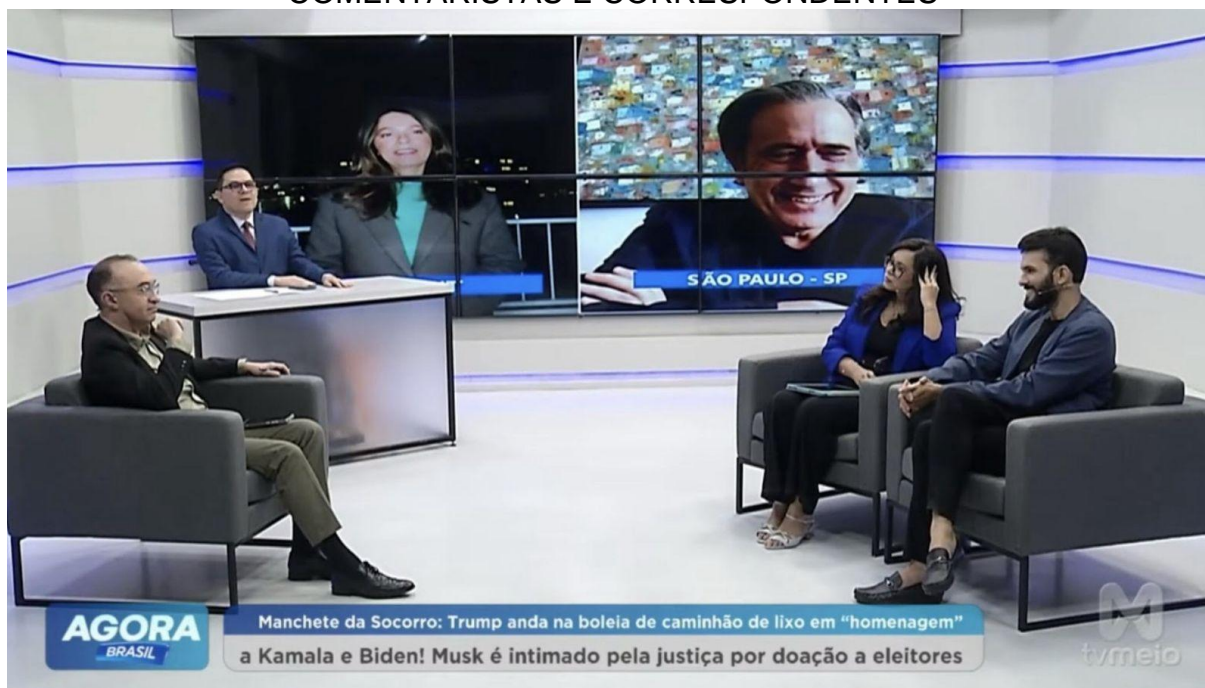 COMENTARISTAS E CORRESPONDENTES
SÃO PAULO - SP
AGORA
BRASIL
Manchete da Socorro: Trump anda na boleia de caminhão de lixo em “homenagem”
a Kamala e Biden! Musk é intimado pela justiça por doação a eleitores
tvmeio